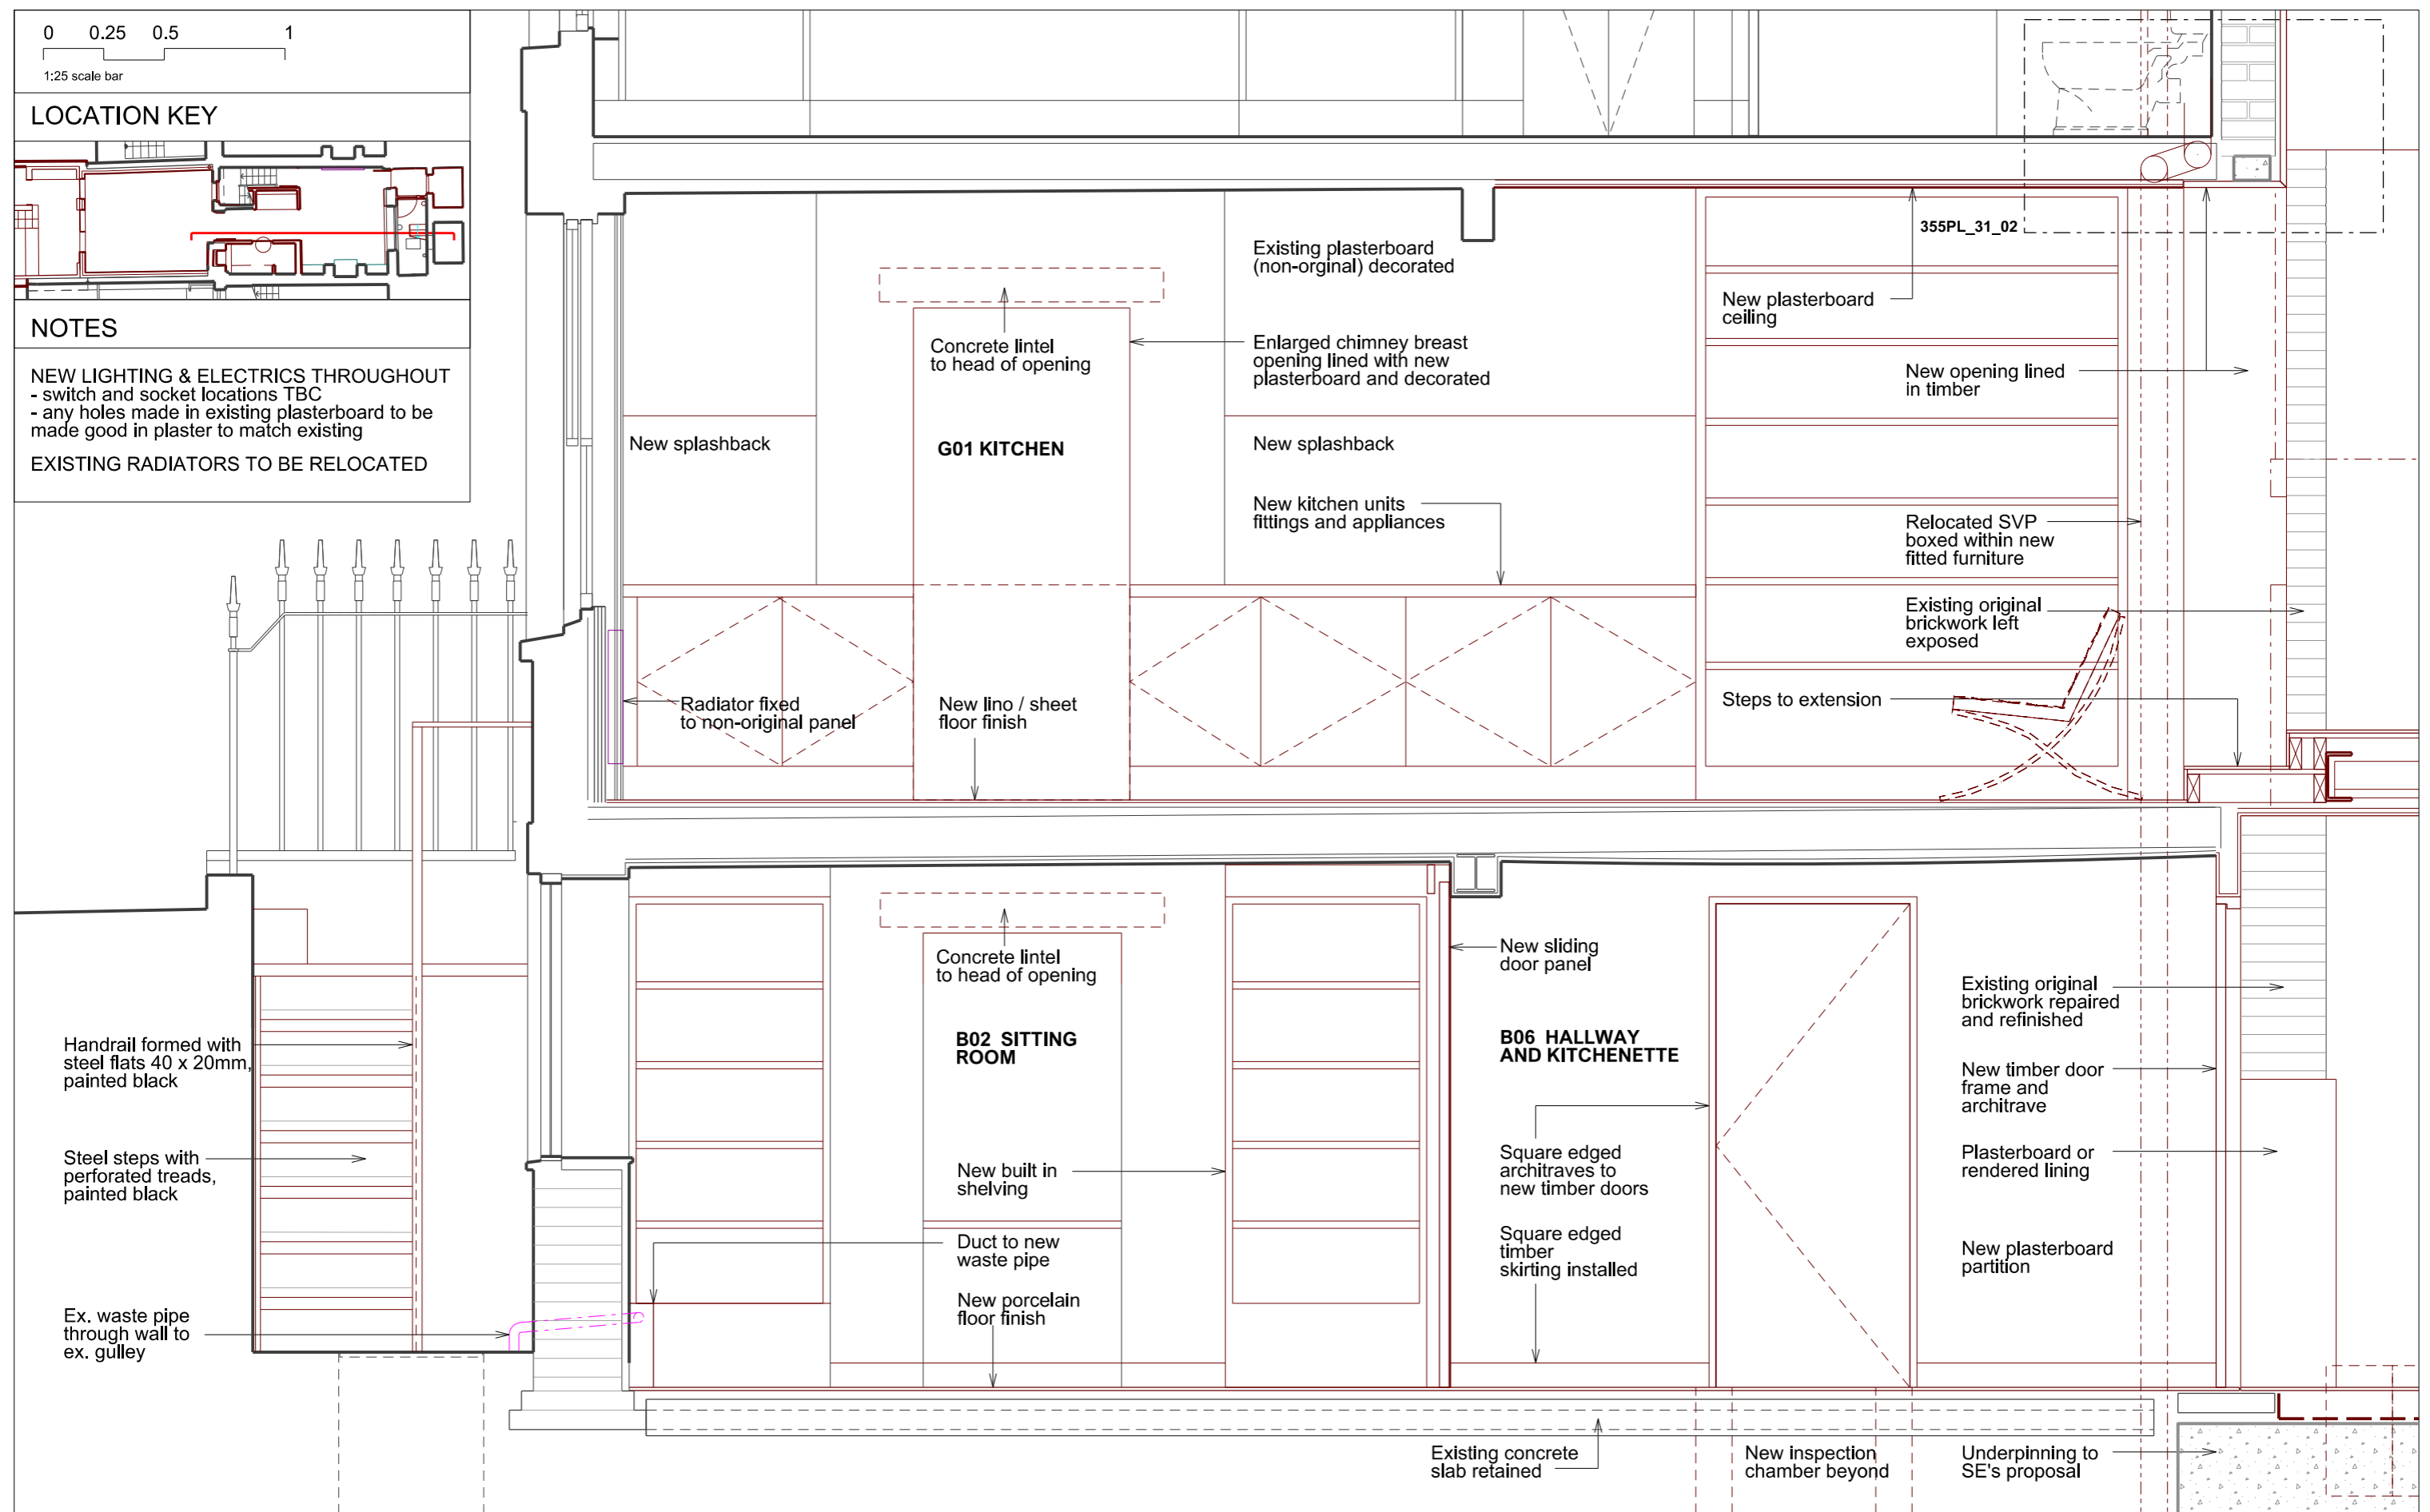 0 0.25 0.5 1
1:25 scale bar
LOCATION KEY
NOTES
NEW LIGHTING & ELECTRICS THROUGHOUT
- switch and socket locations TBC
- any holes made in existing plasterboard to be
made good in plaster to match existing
EXISTING RADIATORS TO BE RELOCATED
355PL_31_02
Existing plasterboard
(non-orginal) decorated
New plasterboard
ceiling
Concrete lintel
to head of opening
Enlarged chimney breast
opening lined with new
plasterboard and decorated
New opening lined
in timber
New splashback
G01 KITCHEN
New splashback
New kitchen units
fittings and appliances
Relocated SVP
boxed within new
fitted furniture
Existing original
brickwork left
exposed
Radiator fixed
to non-original panel
New lino / sheet
floor finish
Steps to extension
Concrete lintel
to head of opening
New sliding
door panel
Existing original
brickwork repaired
and refinished
B02 SITTING
ROOM
B06 HALLWAY
AND KITCHENETTE
Handrail formed with
steel flats 40 x 20mm,
painted black
New timber door
frame and
architrave
Steel steps with
perforated treads,
painted black
New built in
shelving
Square edged
architraves to
new timber doors
Plasterboard or
rendered lining
Duct to new
waste pipe
Square edged
timber
skirting installed
New plasterboard
partition
New porcelain
floor finish
Ex. waste pipe
through wall to
ex. gulley
Existing concrete
slab retained
New inspection
chamber beyond
Underpinning to
SE's proposal